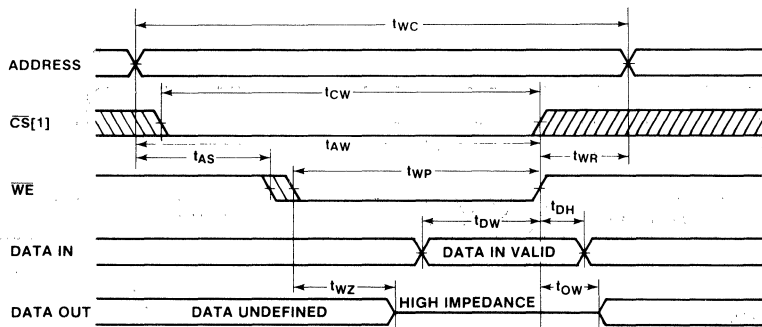 tWC
ADDRESS
tCW
CS[1]
tAW
tAS
tWR
tWP
WE
tDH
tDW
DATA IN
DATA IN VALID
tWZ
HIGH IMPEDANCE
tOW
DATA OUT
DATA UNDEFINED